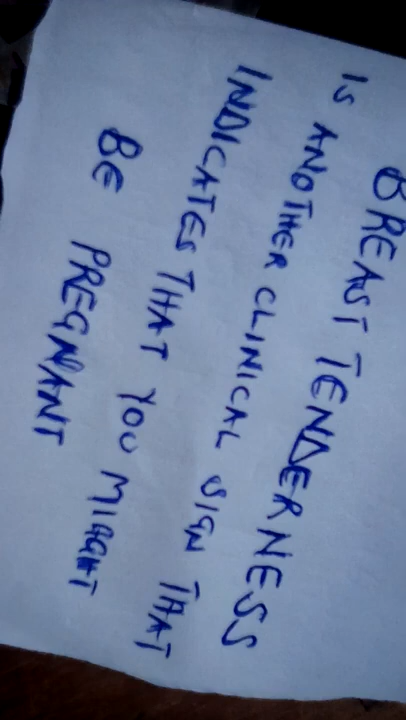 BREAST TENDERNESS
IS ANOTHER CLINICAL SIGN THAT
INDICATES THAT YOU MIGHT
BE PREGNANT